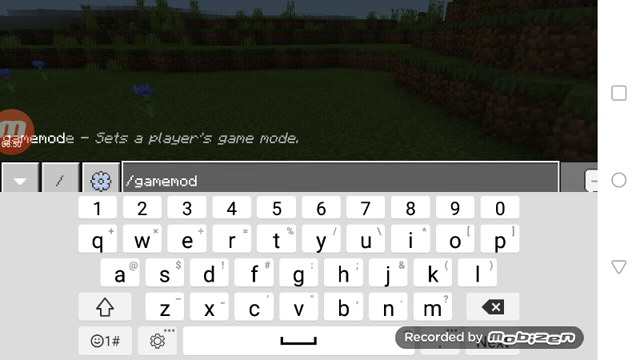 gamemode – Sets a player's game mode.
/ /gamemod
1 2 3 4 5 6 7 8 9 0
q + w × e ÷ r = t % y / u \ i * o [ p ]
a @ s $ d ! f # g : h ; j & k ( l )
z – x - c ' v " b , n . m ?
☺1#
Recorded by mobizen